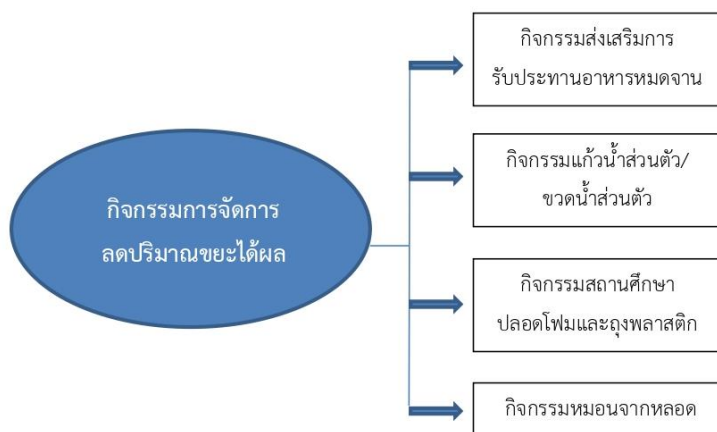 กิจกรรมส่งเสริมการ
รับประทานอาหารหมดจาน
กิจกรรมแก้วน้ำส่วนตัว/
ขวดน้ำส่วนตัว
กิจกรรมการจัดการ
ลดปริมาณขยะได้ผล
กิจกรรมสถานศึกษา
ปลอดโฟมและถุงพลาสติก
กิจกรรมหมอนจากหลอด